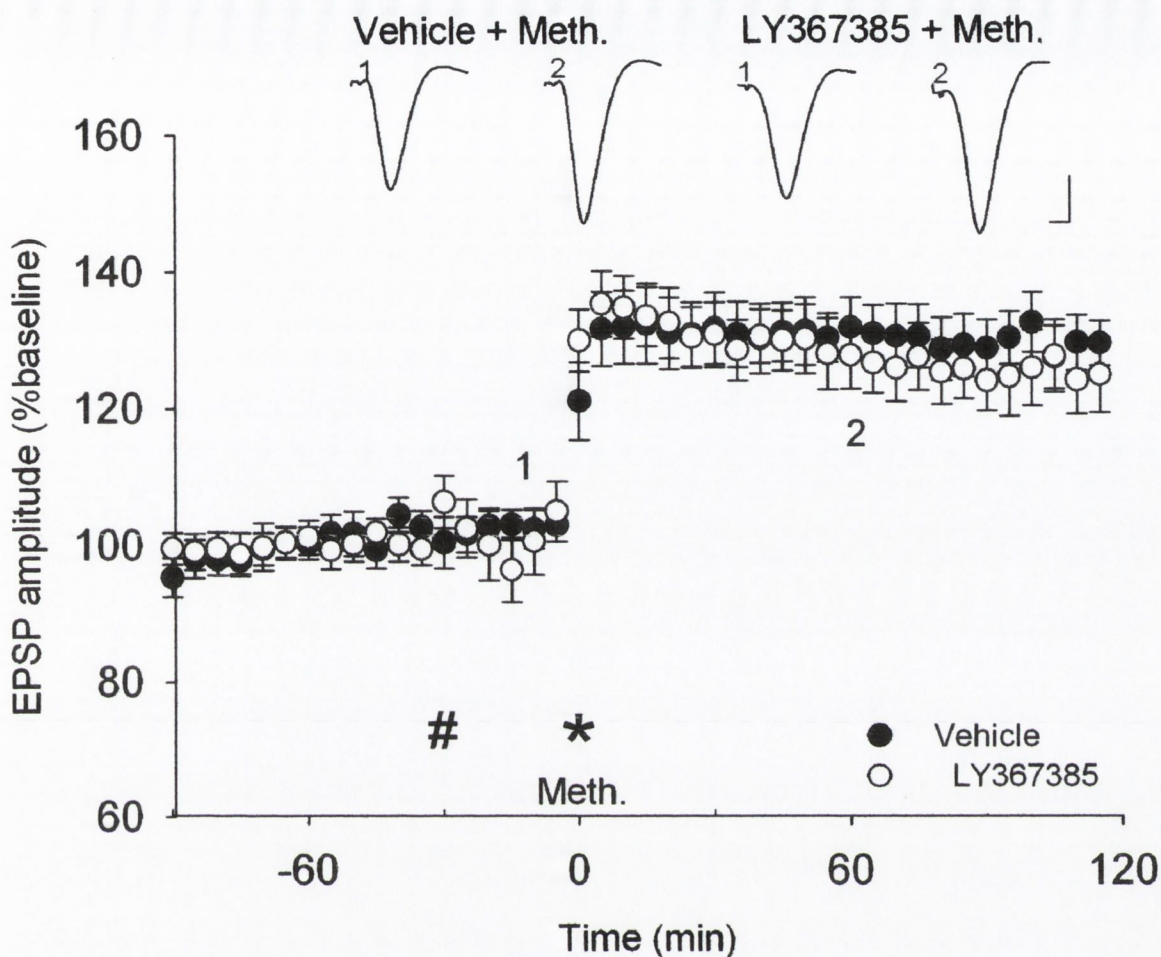 Vehicle + Meth. LY367385 + Meth.
1 2 1 2
160
140
120
100
80
60
EPSP amplitude (%baseline)
1
2
# *
Meth.
Vehicle
LY367385
-60 0 60 120
Time (min)